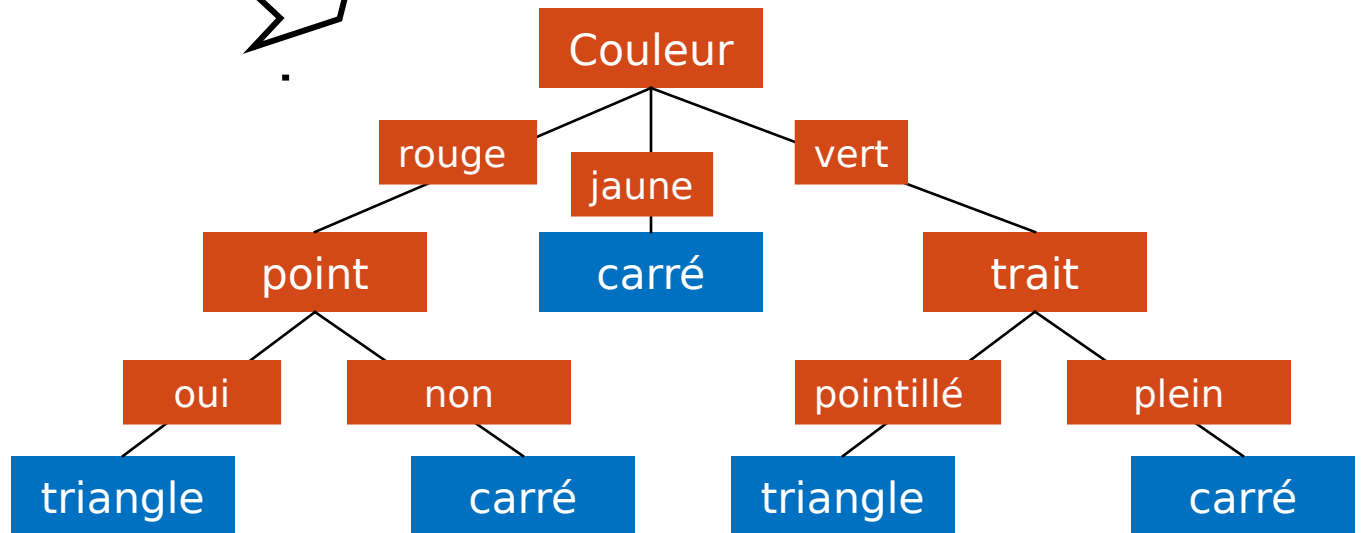 Couleur
rouge
jaune
vert
point
carré
trait
oui
non
pointillé
plein
triangle
carré
triangle
carré